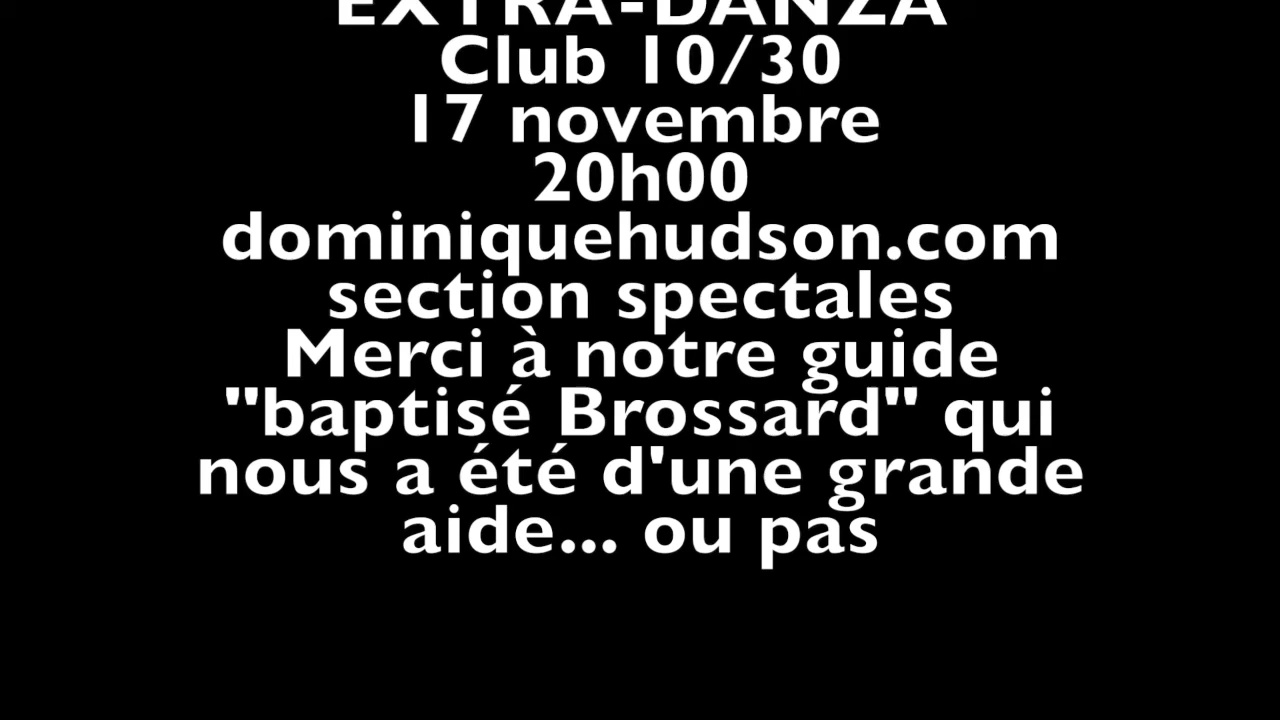 EXTRA-DANZA
Club 10/30
17 novembre
20h00
dominiquehudson.com
section spectales
Merci à notre guide
"baptisé Brossard" qui
nous a été d'une grande
aide... ou pas